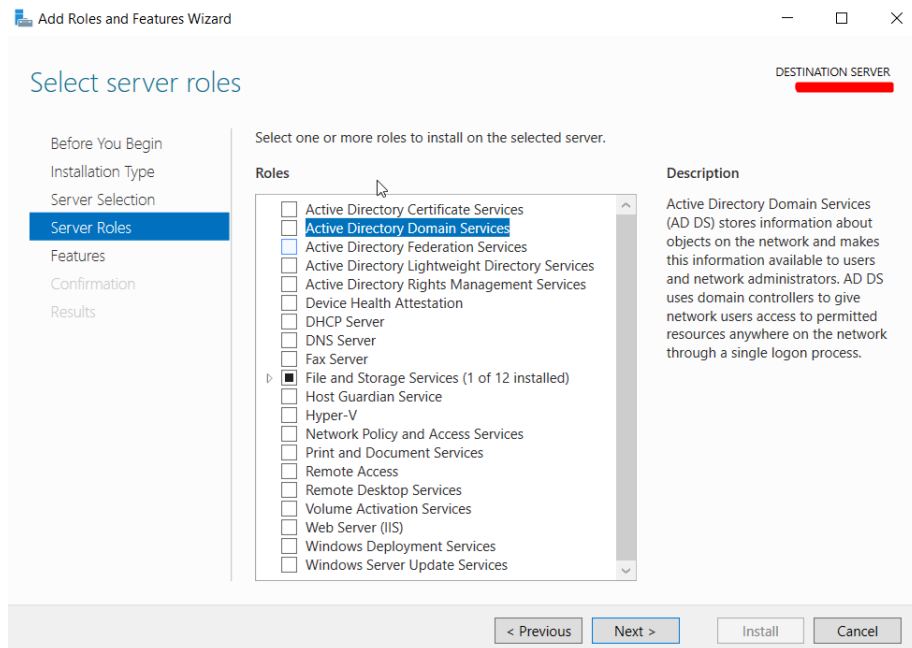 Add Roles and Features Wizard
Select server roles
DESTINATION SERVER
Before You Begin
Installation Type
Server Selection
Server Roles
Features
Confirmation
Results
Select one or more roles to install on the selected server.
Roles
Active Directory Certificate Services
Active Directory Domain Services
Active Directory Federation Services
Active Directory Lightweight Directory Services
Active Directory Rights Management Services
Device Health Attestation
DHCP Server
DNS Server
Fax Server
File and Storage Services (1 of 12 installed)
Host Guardian Service
Hyper-V
Network Policy and Access Services
Print and Document Services
Remote Access
Remote Desktop Services
Volume Activation Services
Web Server (IIS)
Windows Deployment Services
Windows Server Update Services
Description
Active Directory Domain Services
(AD DS) stores information about
objects on the network and makes
this information available to users
and network administrators. AD DS
uses domain controllers to give
network users access to permitted
resources anywhere on the network
through a single logon process.
< Previous
Next >
Install
Cancel